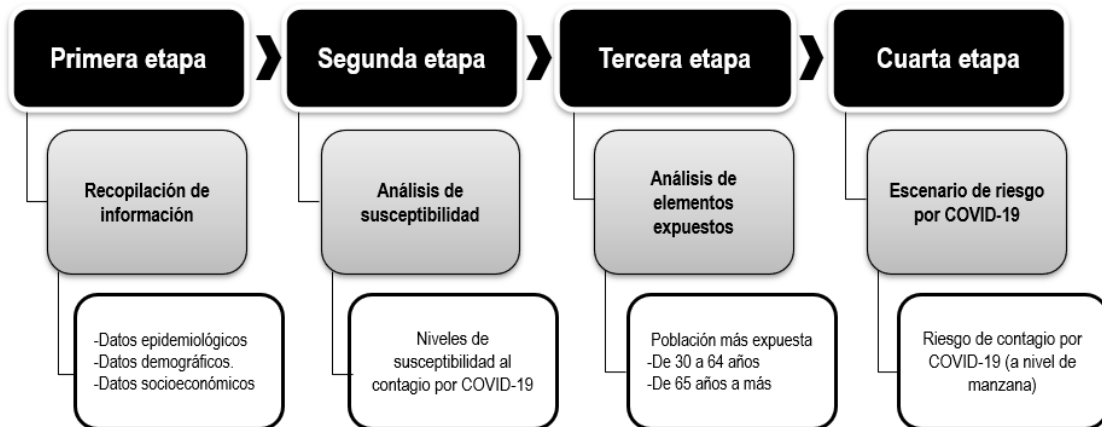 Primera etapa
Segunda etapa
Tercera etapa
Cuarta etapa
Recopilación de
información
Análisis de
susceptibilidad
Análisis de
elementos
expuestos
Escenario de riesgo
por COVID-19
-Datos epidemiológicos
-Datos demográficos.
-Datos socioeconómicos
Niveles de
susceptibilidad al
contagio por COVID-19
Población más expuesta
-De 30 a 64 años
-De 65 años a más
Riesgo de contagio por
COVID-19 (a nivel de
manzana)